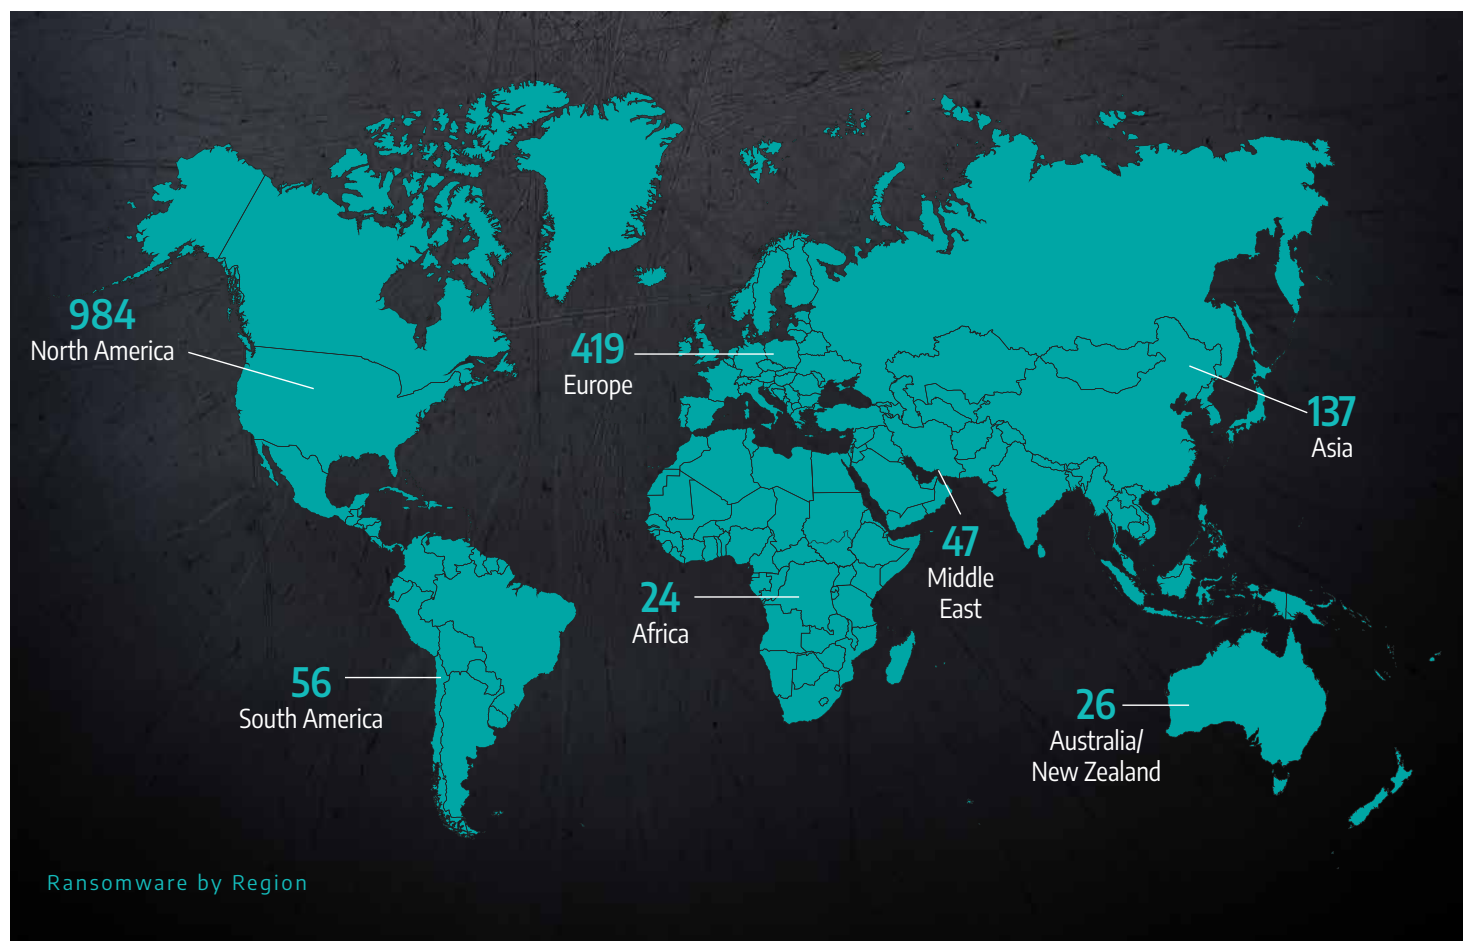 984
North America
419
Europe
137
Asia
47
Middle
East
24
Africa
56
South America
26
Australia/
New Zealand
Ransomware by Region